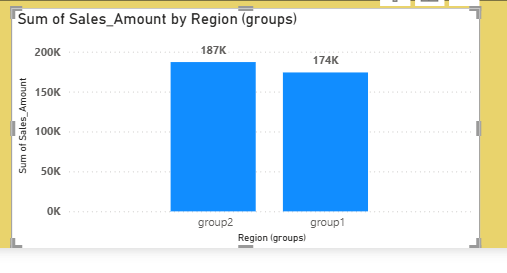 Sum of Sales_Amount by Region (groups)
Sum of Sales_Amount
200K
150K
100K
50K
0K
187K
174K
group2
group1
Region (groups)